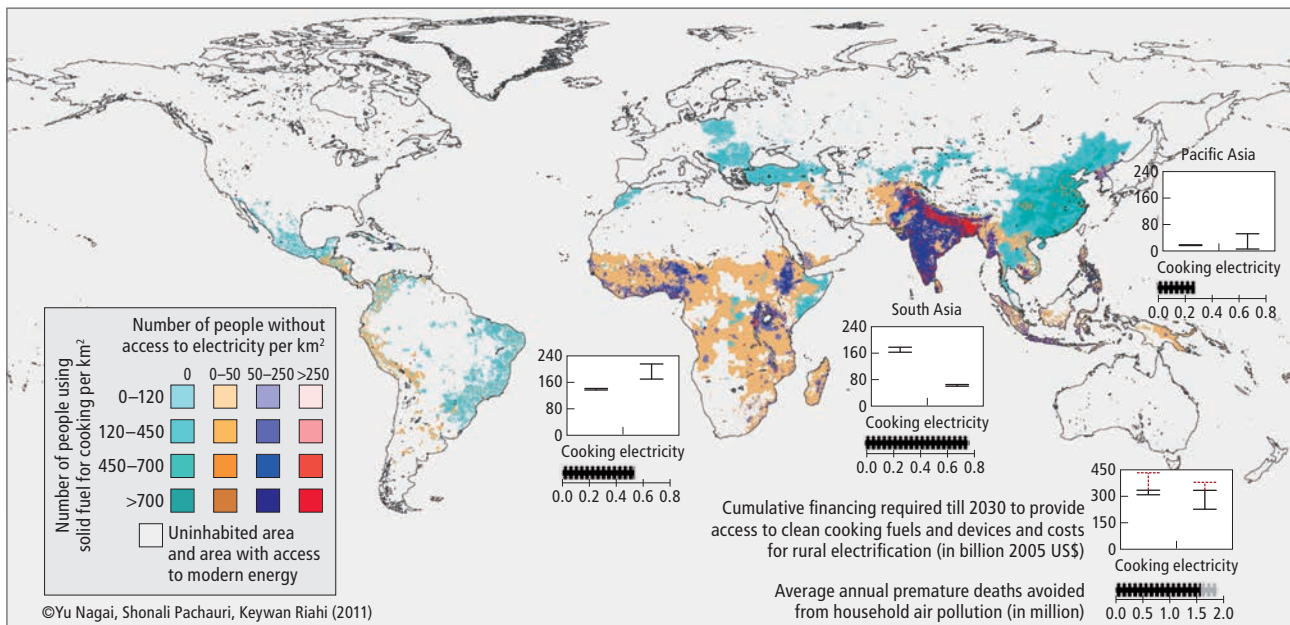 Pacific Asia
240
160
80
0
Cooking electricity
0.0 0.2 0.4 0.6 0.8
South Asia
240
160
80
0
Cooking electricity
0.0 0.2 0.4 0.6 0.8
240
160
80
0
Cooking electricity
0.0 0.2 0.4 0.6 0.8
Number of people without
access to electricity per km²
0 0–50 50–250 >250
Number of people using
solid fuel for cooking per km²
0–120
120–450
450–700
>700
Uninhabited area
and area with access
to modern energy
450
300
150
0
Cooking electricity
0.0 0.5 1.0 1.5 2.0
Cumulative financing required till 2030 to provide
access to clean cooking fuels and devices and costs
for rural electrification (in billion 2005 US$)
Average annual premature deaths avoided
from household air pollution (in million)
©Yu Nagai, Shonali Pachauri, Keywan Riahi (2011)